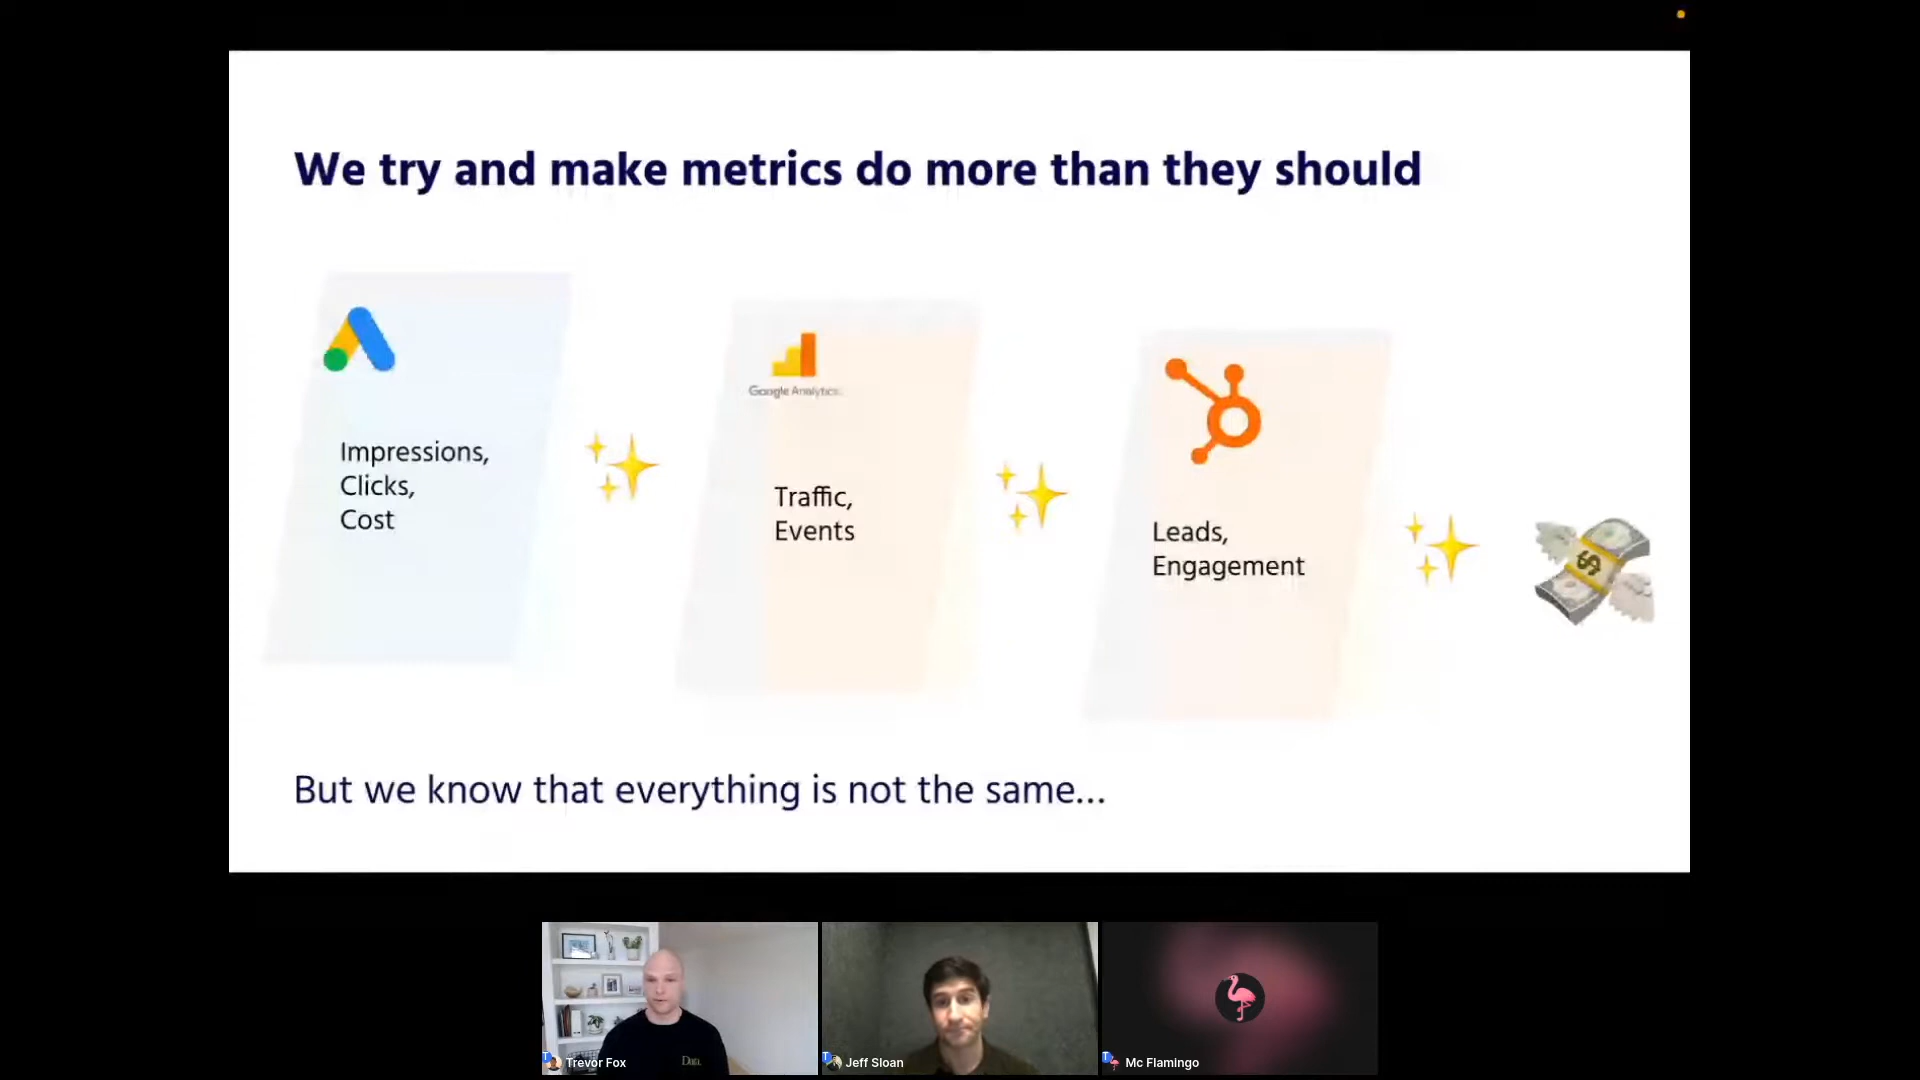 We try and make metrics do more than they should
Impressions,
Clicks,
Cost
Google Analytics
Traffic,
Events
Leads,
Engagement
But we know that everything is not the same...
Data.
Trevor Fox
Jeff Sloan
Mc Flamingo